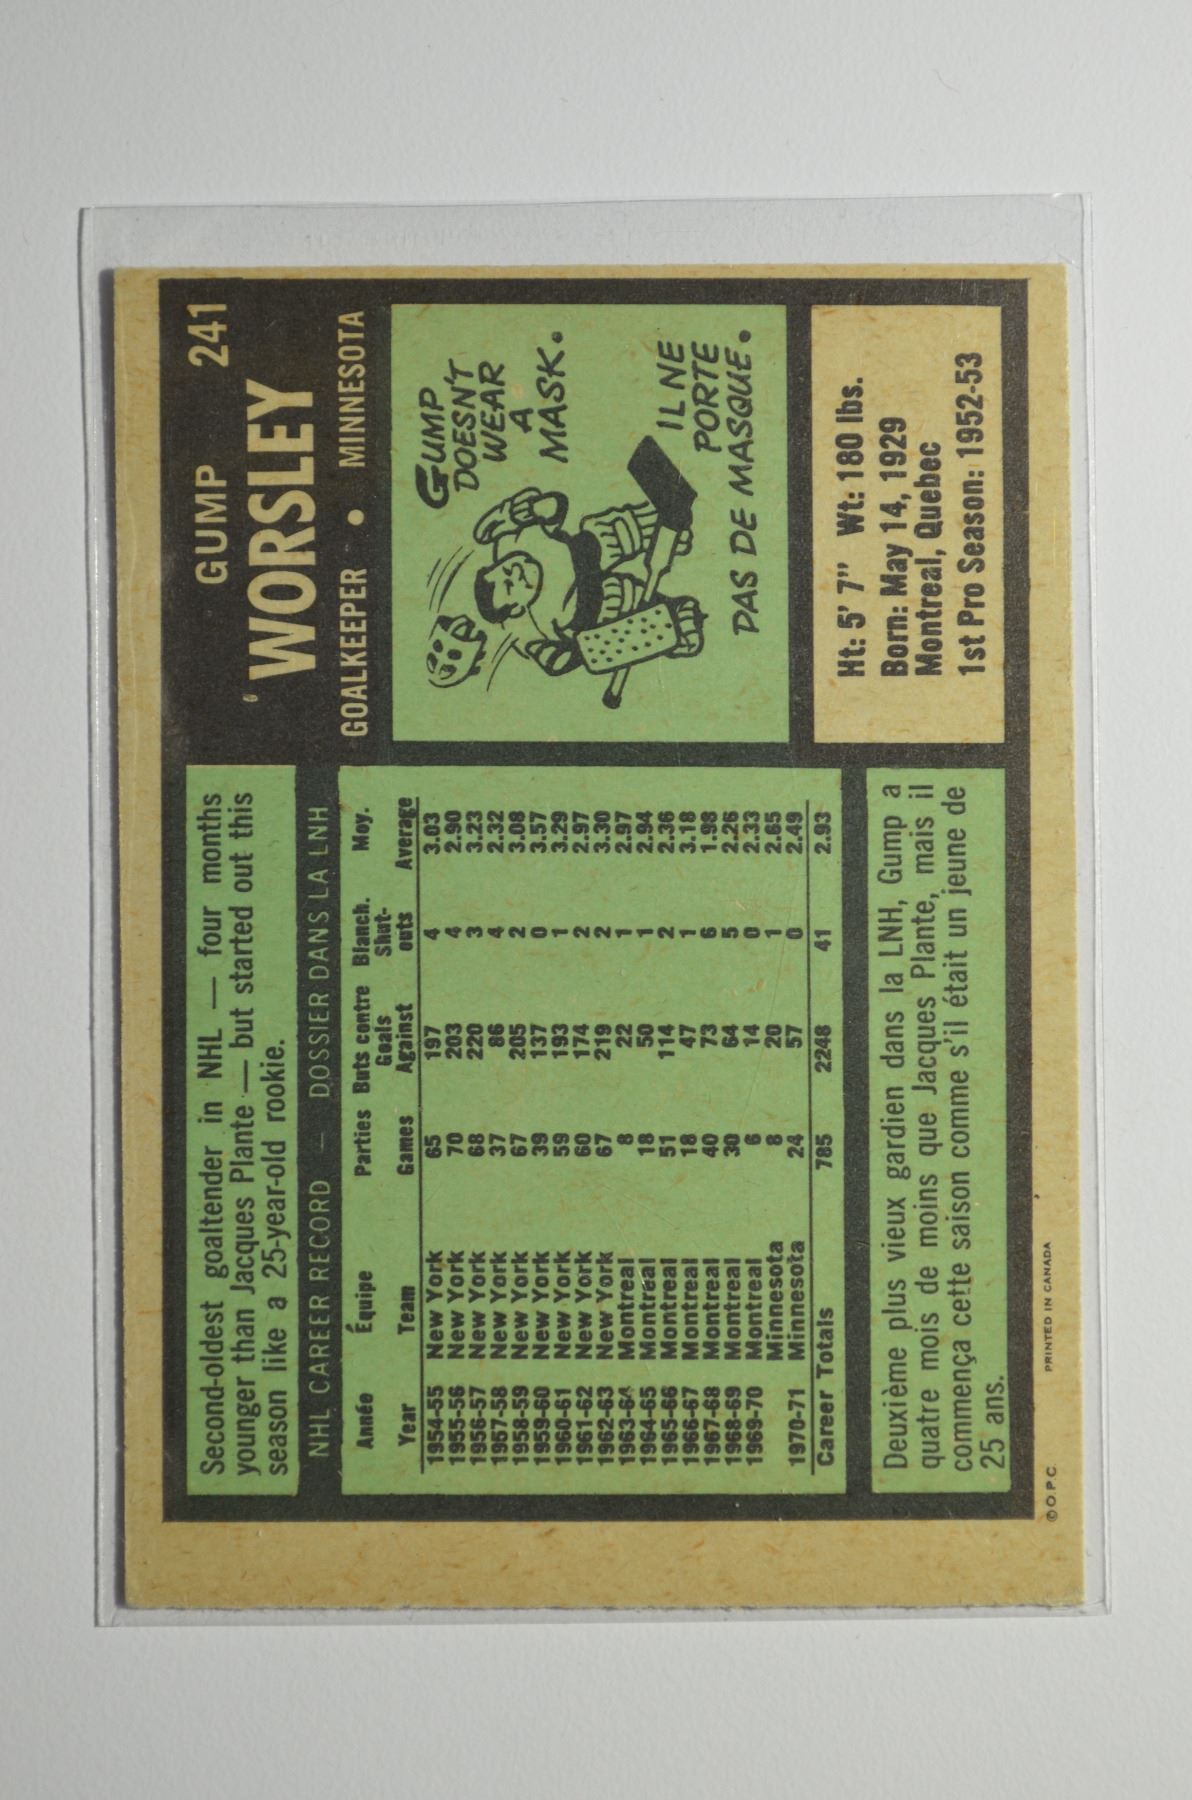 Second-oldest goaltender in NHL — four months
younger than Jacques Plante — but started out this
season like a 25-year-old rookie.
GUMP 241
WORSLEY
GOALKEEPER • MINNESOTA
NHL CAREER RECORD — DOSSIER DANS LA LNH
Année Équipe Parties Buts contre Blanch. Moy.
Year Team Games Goals Against Shut-outs Average
1954-55 New York 65 197 4 3.03
1955-56 New York 70 203 4 2.90
1956-57 New York 68 220 3 3.23
1957-58 New York 37 86 4 2.32
1958-59 New York 67 205 2 3.08
1959-60 New York 39 137 0 3.57
1960-61 New York 59 193 1 3.29
1961-62 New York 60 174 2 2.97
1962-63 New York 67 219 2 3.30
1963-64 Montreal 8 22 1 2.97
1964-65 Montreal 18 50 1 2.94
1965-66 Montreal 51 114 2 2.36
1966-67 Montreal 18 47 1 3.18
1967-68 Montreal 40 73 6 1.98
1968-69 Montreal 30 64 5 2.26
1969-70 Montreal 6 14 0 2.33
Minnesota 8 20 1 2.65
1970-71 Minnesota 24 57 0 2.49
Career Totals 785 2248 41 2.93
GUMP
DOESN'T
WEAR
A
MASK.
IL NE
PORTE
PAS DE MASQUE.
Deuxième plus vieux gardien dans la LNH, Gump a
quatre mois de moins que Jacques Plante, mais il
commença cette saison comme s'il était un jeune de
25 ans.
Ht: 5' 7" Wt: 180 lbs.
Born: May 14, 1929
Montreal, Quebec
1st Pro Season: 1952-53
©O.P.C. PRINTED IN CANADA